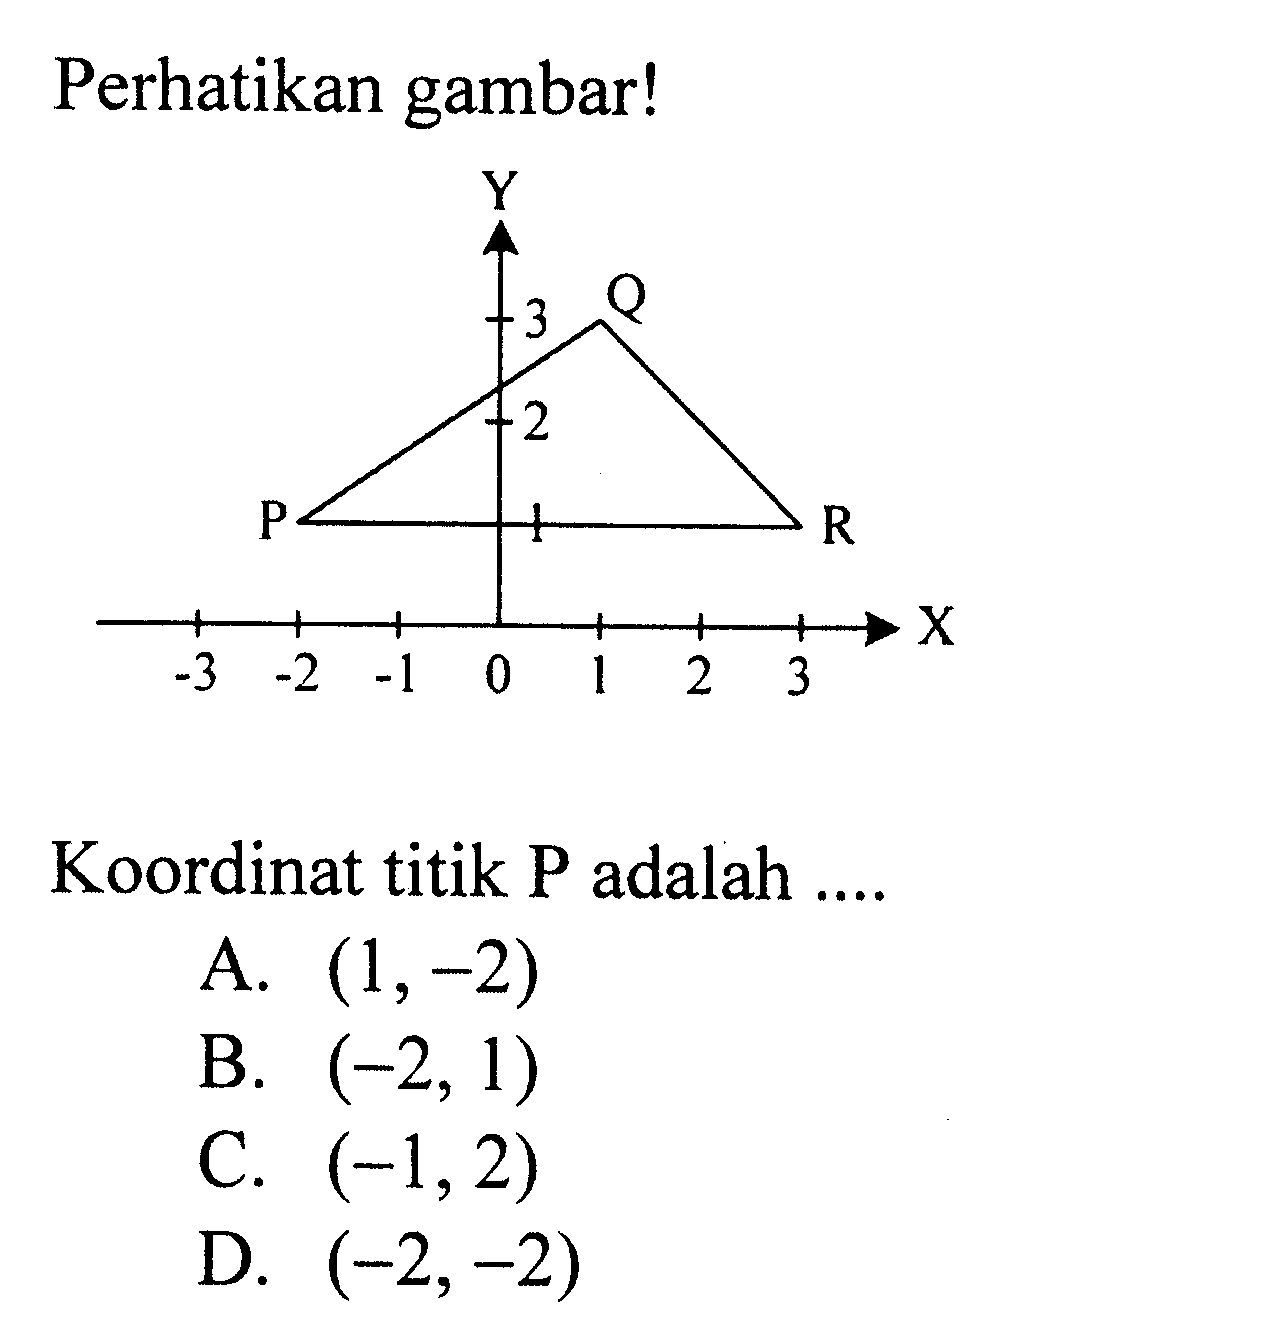 Perhatikan gambar!
Y
3 Q
2
P 1 R
X
-3 -2 -1 0 1 2 3
Koordinat titik P adalah ....
A. (1, –2)
B. (–2, 1)
C. (–1, 2)
D. (–2, –2)